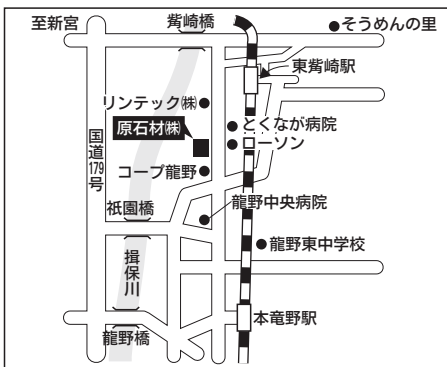 至新宮
觜崎橋
●そうめんの里
東觜崎駅
リンテック㈱●
原石材㈱
●とくなが病院
●ローソン
国道179号
コープ龍野●
祇園橋
龍野中央病院
揖保川
●龍野東中学校
本竜野駅
龍野橋